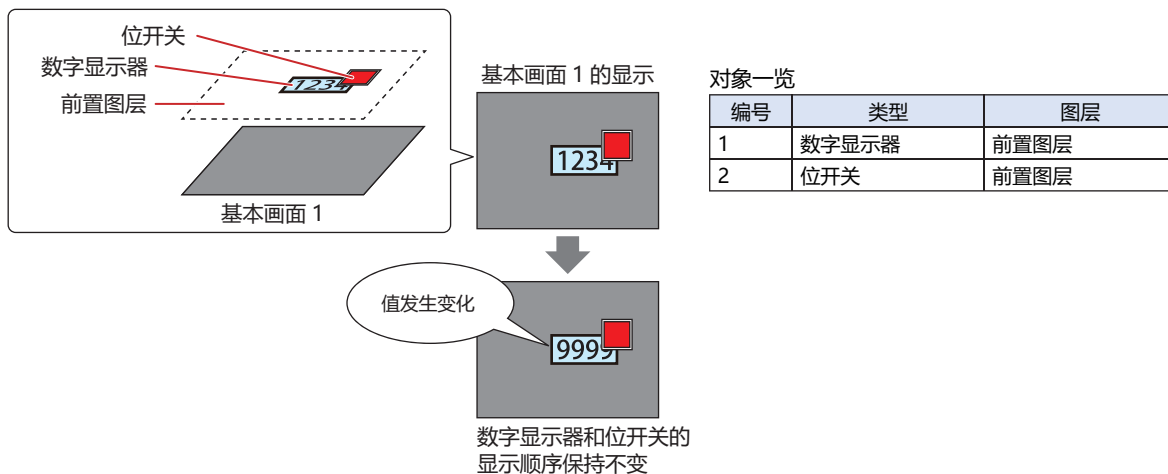 位开关
数字显示器
前置图层
1234
基本画面 1
基本画面 1 的显示
1234
值发生变化
9999
数字显示器和位开关的
显示顺序保持不变
对象一览
编号 类型 图层
1 数字显示器 前置图层
2 位开关 前置图层